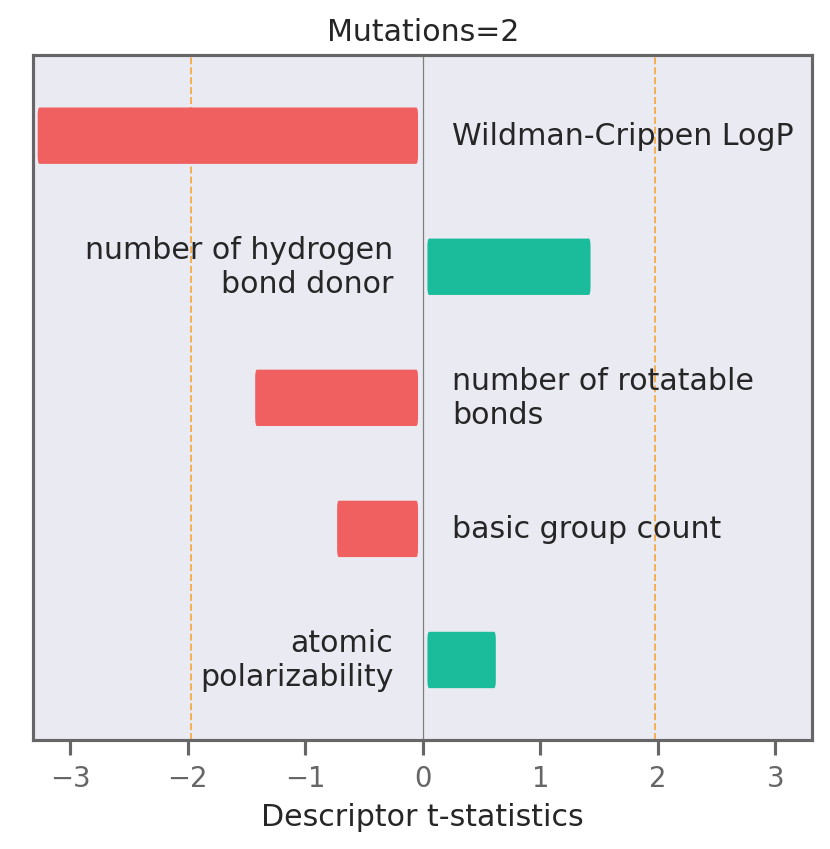 Mutations=2
Wildman-Crippen LogP
number of hydrogen
bond donor
number of rotatable
bonds
basic group count
atomic
polarizability
−3 −2 −1 0 1 2 3
Descriptor t-statistics